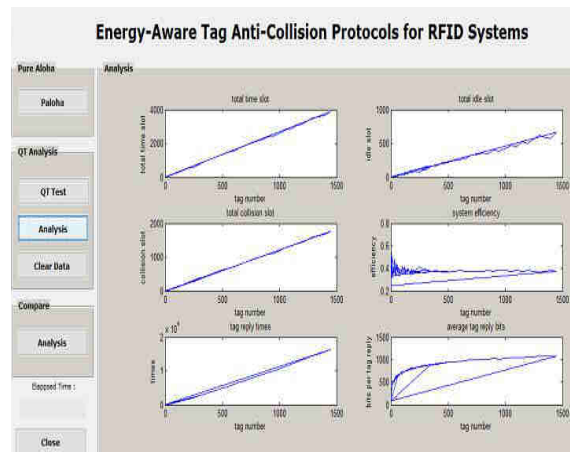 Energy-Aware Tag Anti-Collision Protocols for RFID Systems
Pure Aloha
Paloha
QT Analysis
QT Test
Analysis
Clear Data
Compare
Analysis
Elappsed Time :
Close
Analysis
total time slot
total time slot
4000
2000
0
0 500 1000 1500
tag number
total idle slot
idle slot
1000
500
0
0 500 1000 1500
tag number
total collision slot
collision slot
2000
1000
0
0 500 1000 1500
tag number
system efficiency
efficiency
0.8
0.6
0.4
0.2
0 500 1000 1500
tag number
tag reply times
times
x 10^4
2
1
0
0 500 1000 1500
tag number
average tag reply bits
bits per tag reply
1500
1000
500
0
0 500 1000 1500
tag number